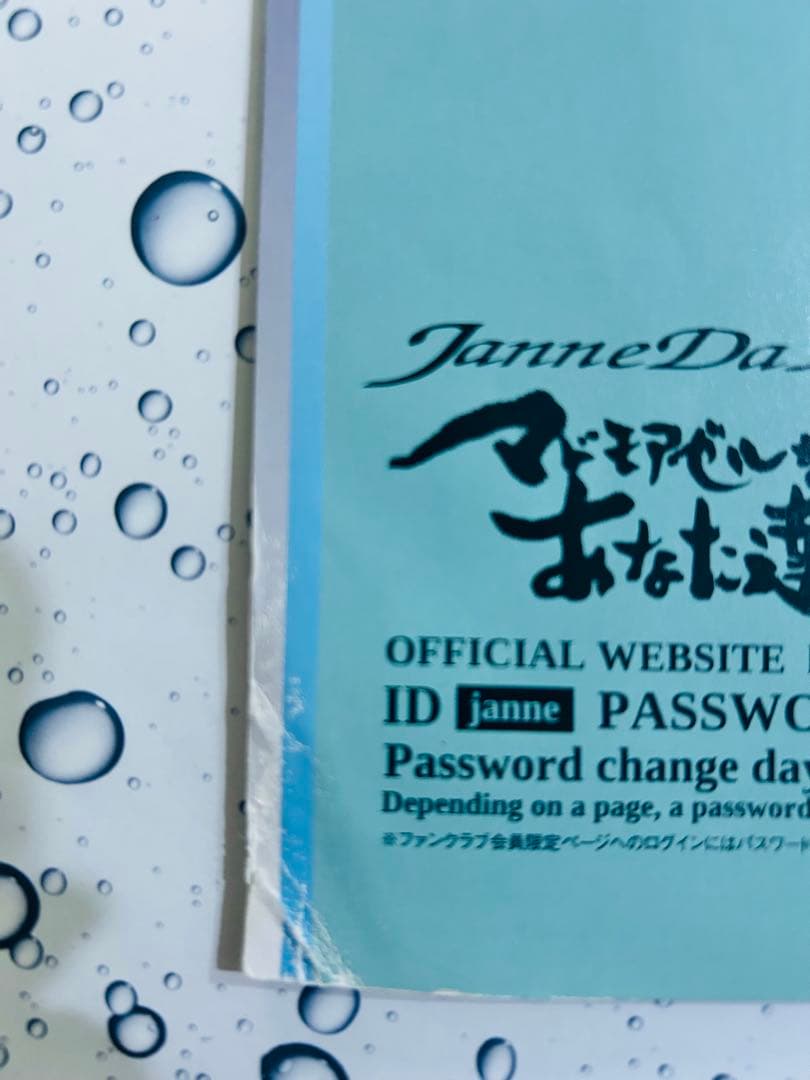 Janne Da
マドモアゼル
あなた達
OFFICIAL WEBSITE
ID janne PASSWO
Password change day
Depending on a page, a password
※ファンクラブ会員限定ページへのログインにはパスワード